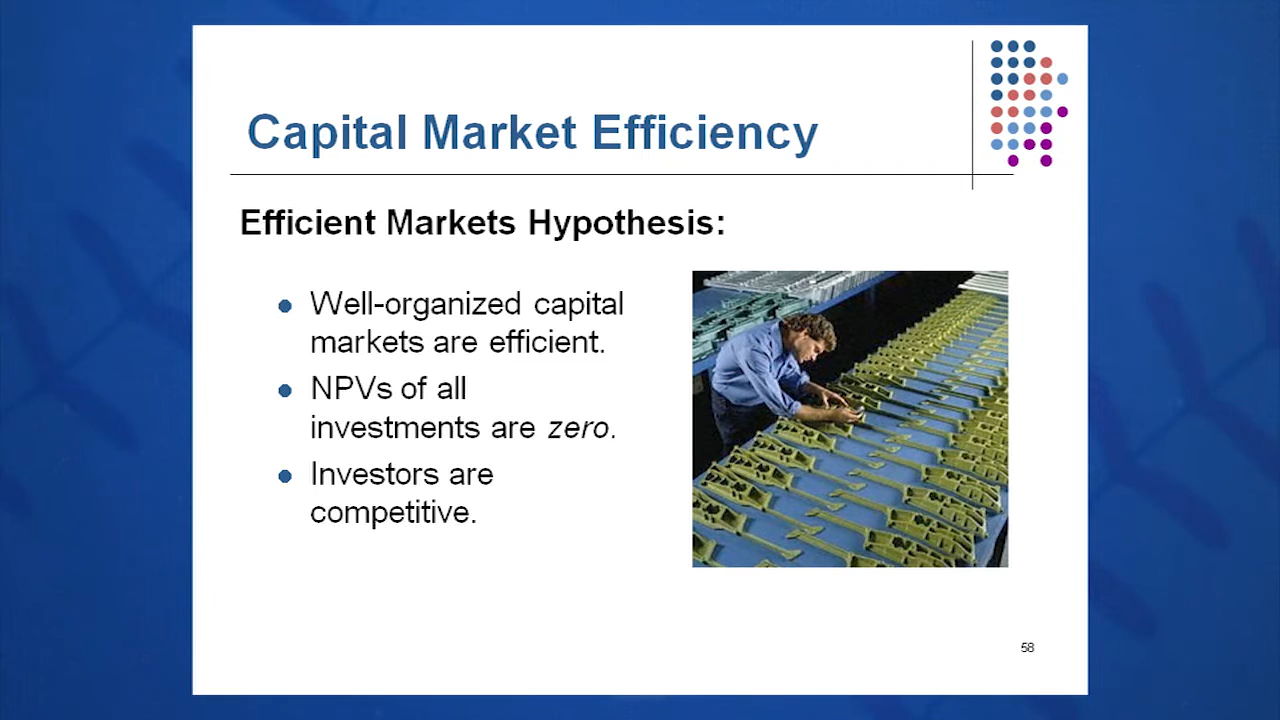 Capital Market Efficiency
Efficient Markets Hypothesis:
Well-organized capital
markets are efficient.
NPVs of all
investments are zero.
Investors are
competitive.
58